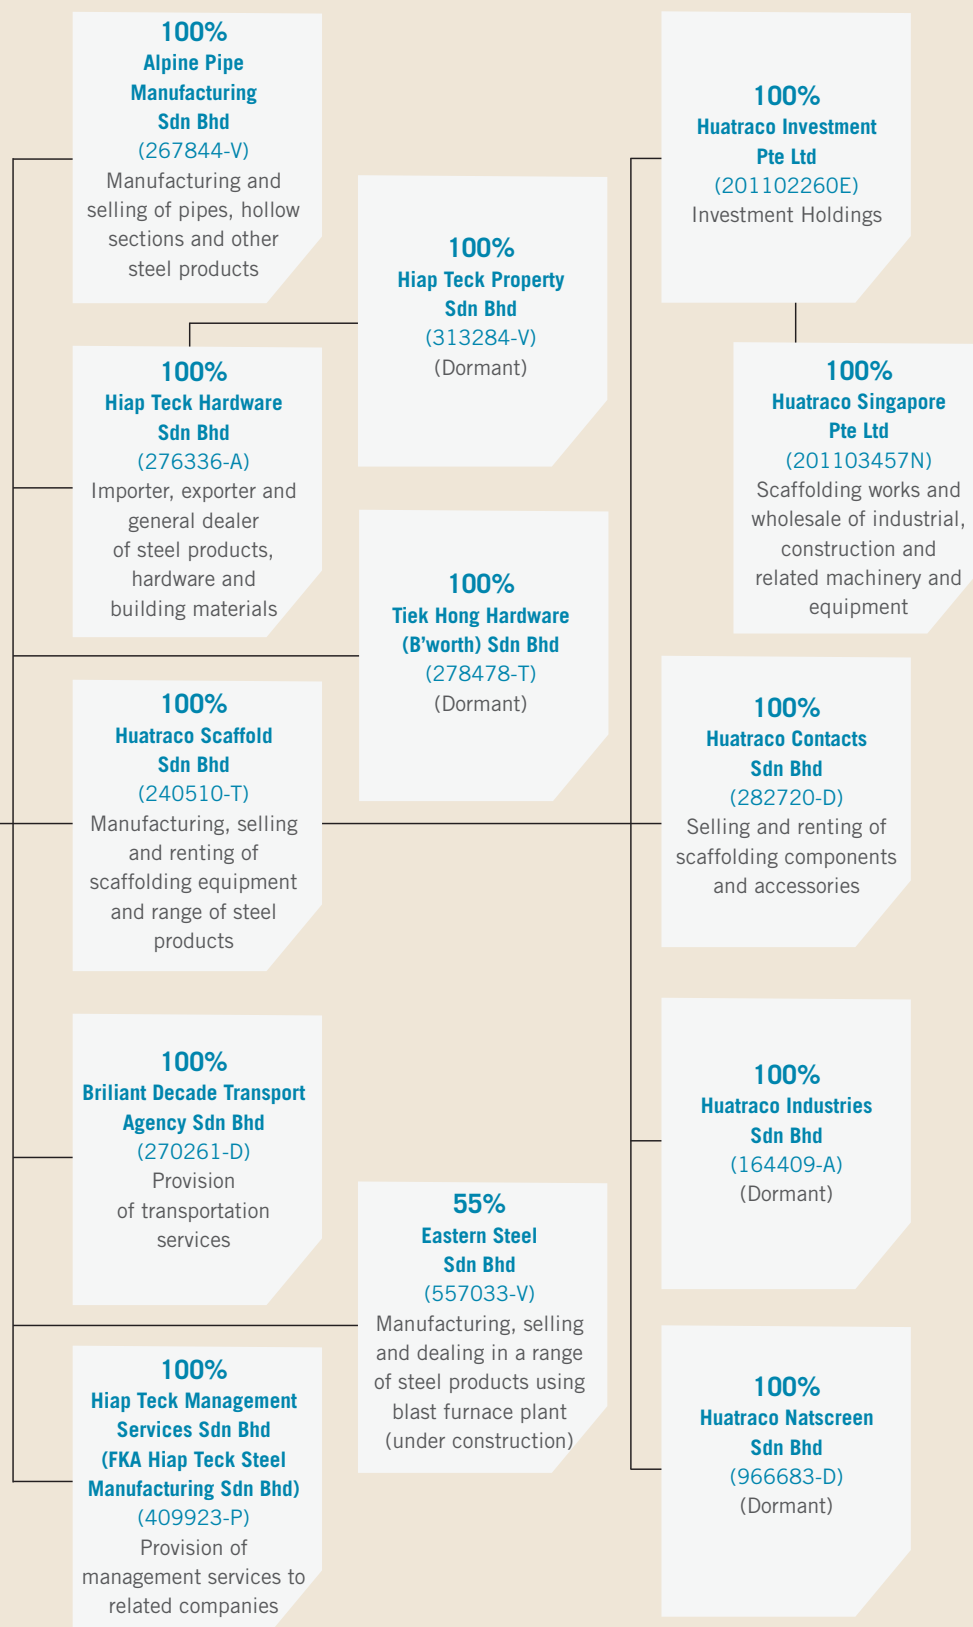 100%
Alpine Pipe
Manufacturing
Sdn Bhd
(267844-V)
Manufacturing and
selling of pipes, hollow
sections and other
steel products
100%
Hiap Teck Hardware
Sdn Bhd
(276336-A)
Importer, exporter and
general dealer
of steel products,
hardware and
building materials
100%
Huatraco Scaffold
Sdn Bhd
(240510-T)
Manufacturing, selling
and renting of
scaffolding equipment
and range of steel
products
100%
Briliant Decade Transport
Agency Sdn Bhd
(270261-D)
Provision
of transportation
services
100%
Hiap Teck Management
Services Sdn Bhd
(FKA Hiap Teck Steel
Manufacturing Sdn Bhd)
(409923-P)
Provision of
management services to
related companies
100%
Hiap Teck Property
Sdn Bhd
(313284-V)
(Dormant)
100%
Tiek Hong Hardware
(B’worth) Sdn Bhd
(278478-T)
(Dormant)
55%
Eastern Steel
Sdn Bhd
(557033-V)
Manufacturing, selling
and dealing in a range
of steel products using
blast furnace plant
(under construction)
100%
Huatraco Investment
Pte Ltd
(201102260E)
Investment Holdings
100%
Huatraco Singapore
Pte Ltd
(201103457N)
Scaffolding works and
wholesale of industrial,
construction and
related machinery and
equipment
100%
Huatraco Contacts
Sdn Bhd
(282720-D)
Selling and renting of
scaffolding components
and accessories
100%
Huatraco Industries
Sdn Bhd
(164409-A)
(Dormant)
100%
Huatraco Natscreen
Sdn Bhd
(966683-D)
(Dormant)